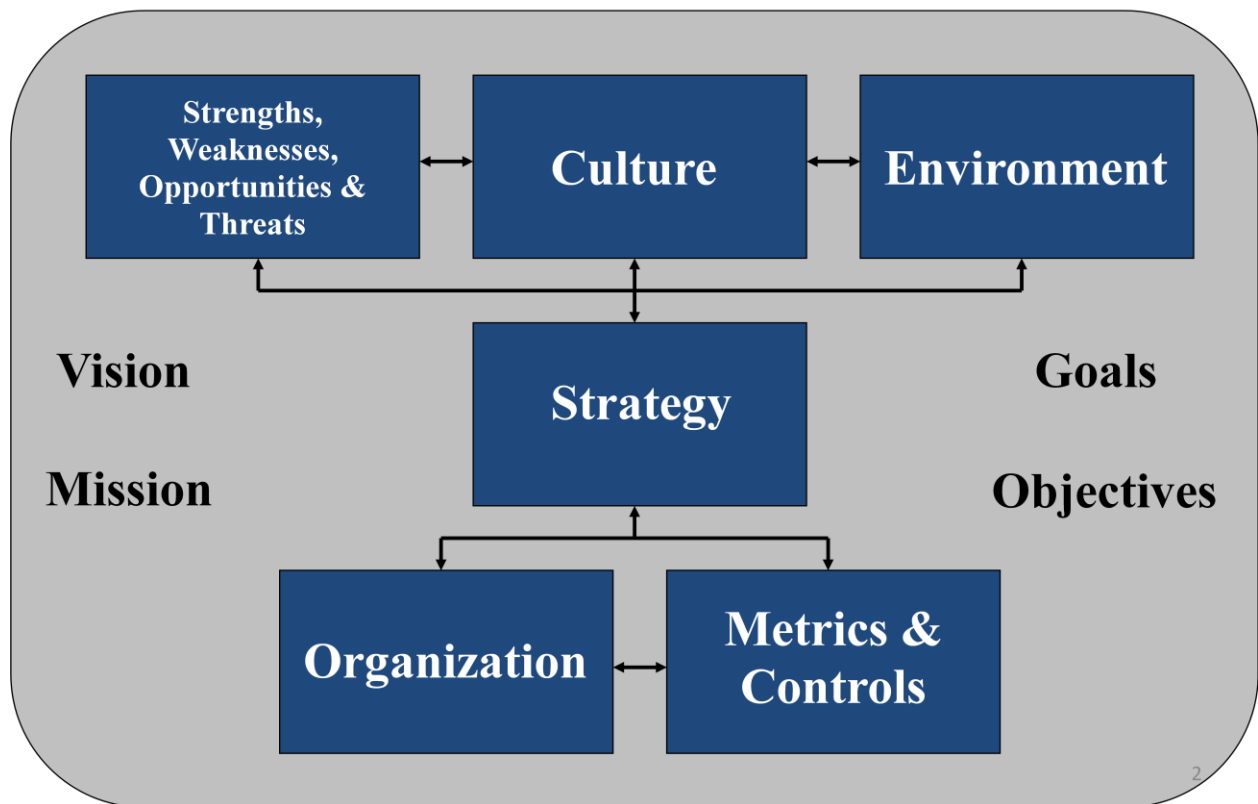 Strengths,
Weaknesses,
Opportunities &
Threats
Culture
Environment
Vision
Goals
Strategy
Mission
Objectives
Organization
Metrics &
Controls
2